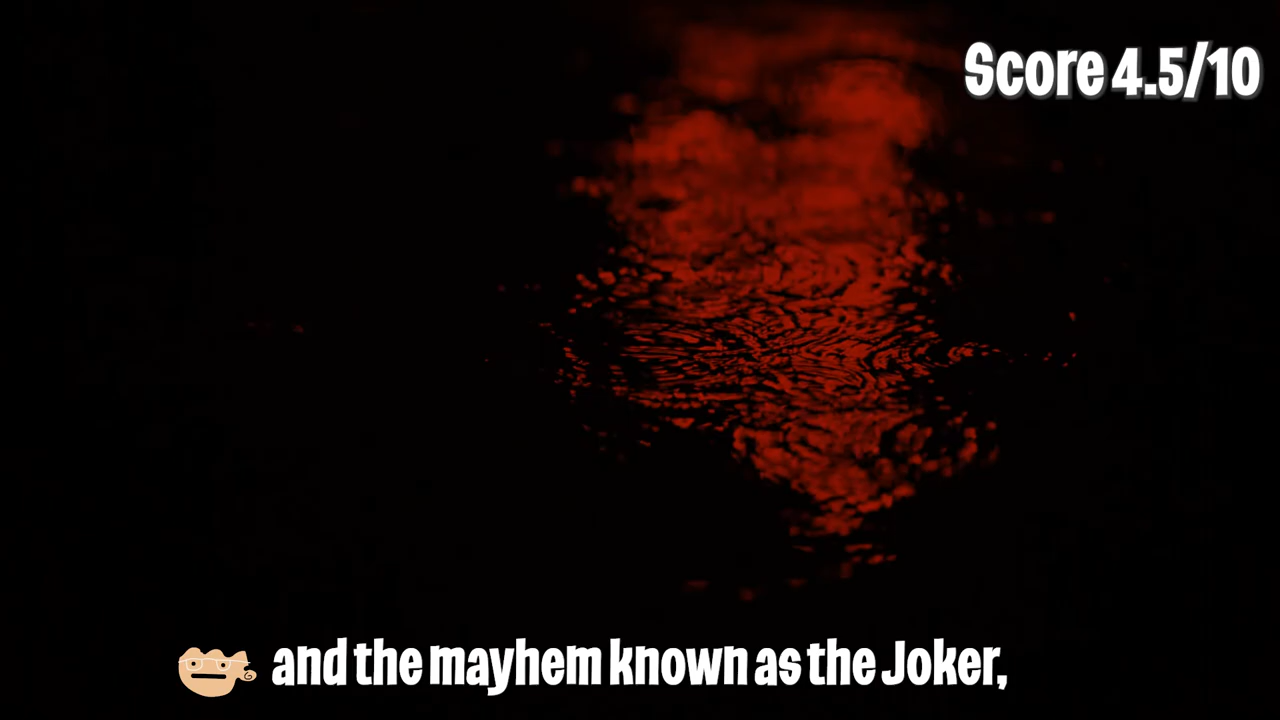 Score 4.5/10
and the mayhem known as the Joker,